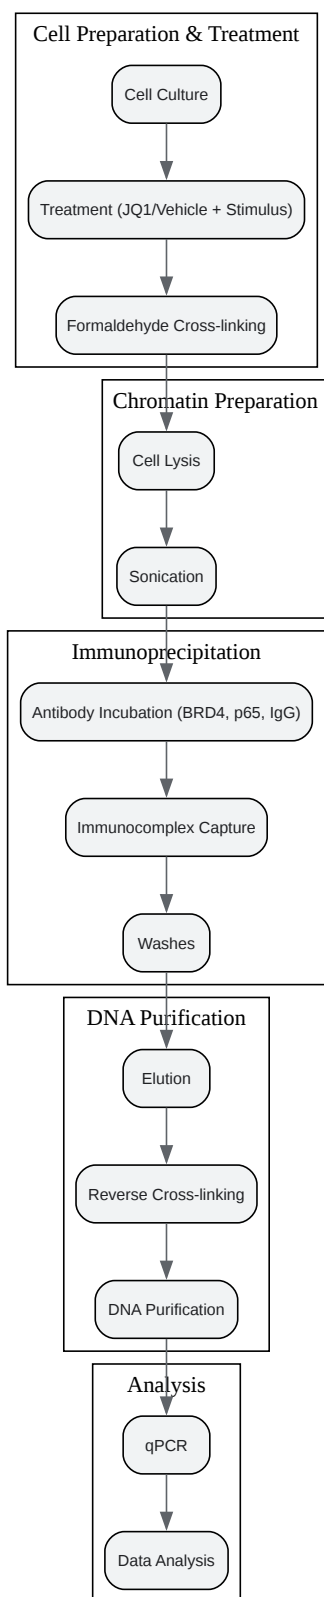 Cell Preparation & Treatment
Cell Culture
Treatment (JQ1/Vehicle + Stimulus)
Formaldehyde Cross-linking
Chromatin Preparation
Cell Lysis
Sonication
Immunoprecipitation
Antibody Incubation (BRD4, p65, IgG)
Immunocomplex Capture
Washes
DNA Purification
Elution
Reverse Cross-linking
DNA Purification
Analysis
qPCR
Data Analysis